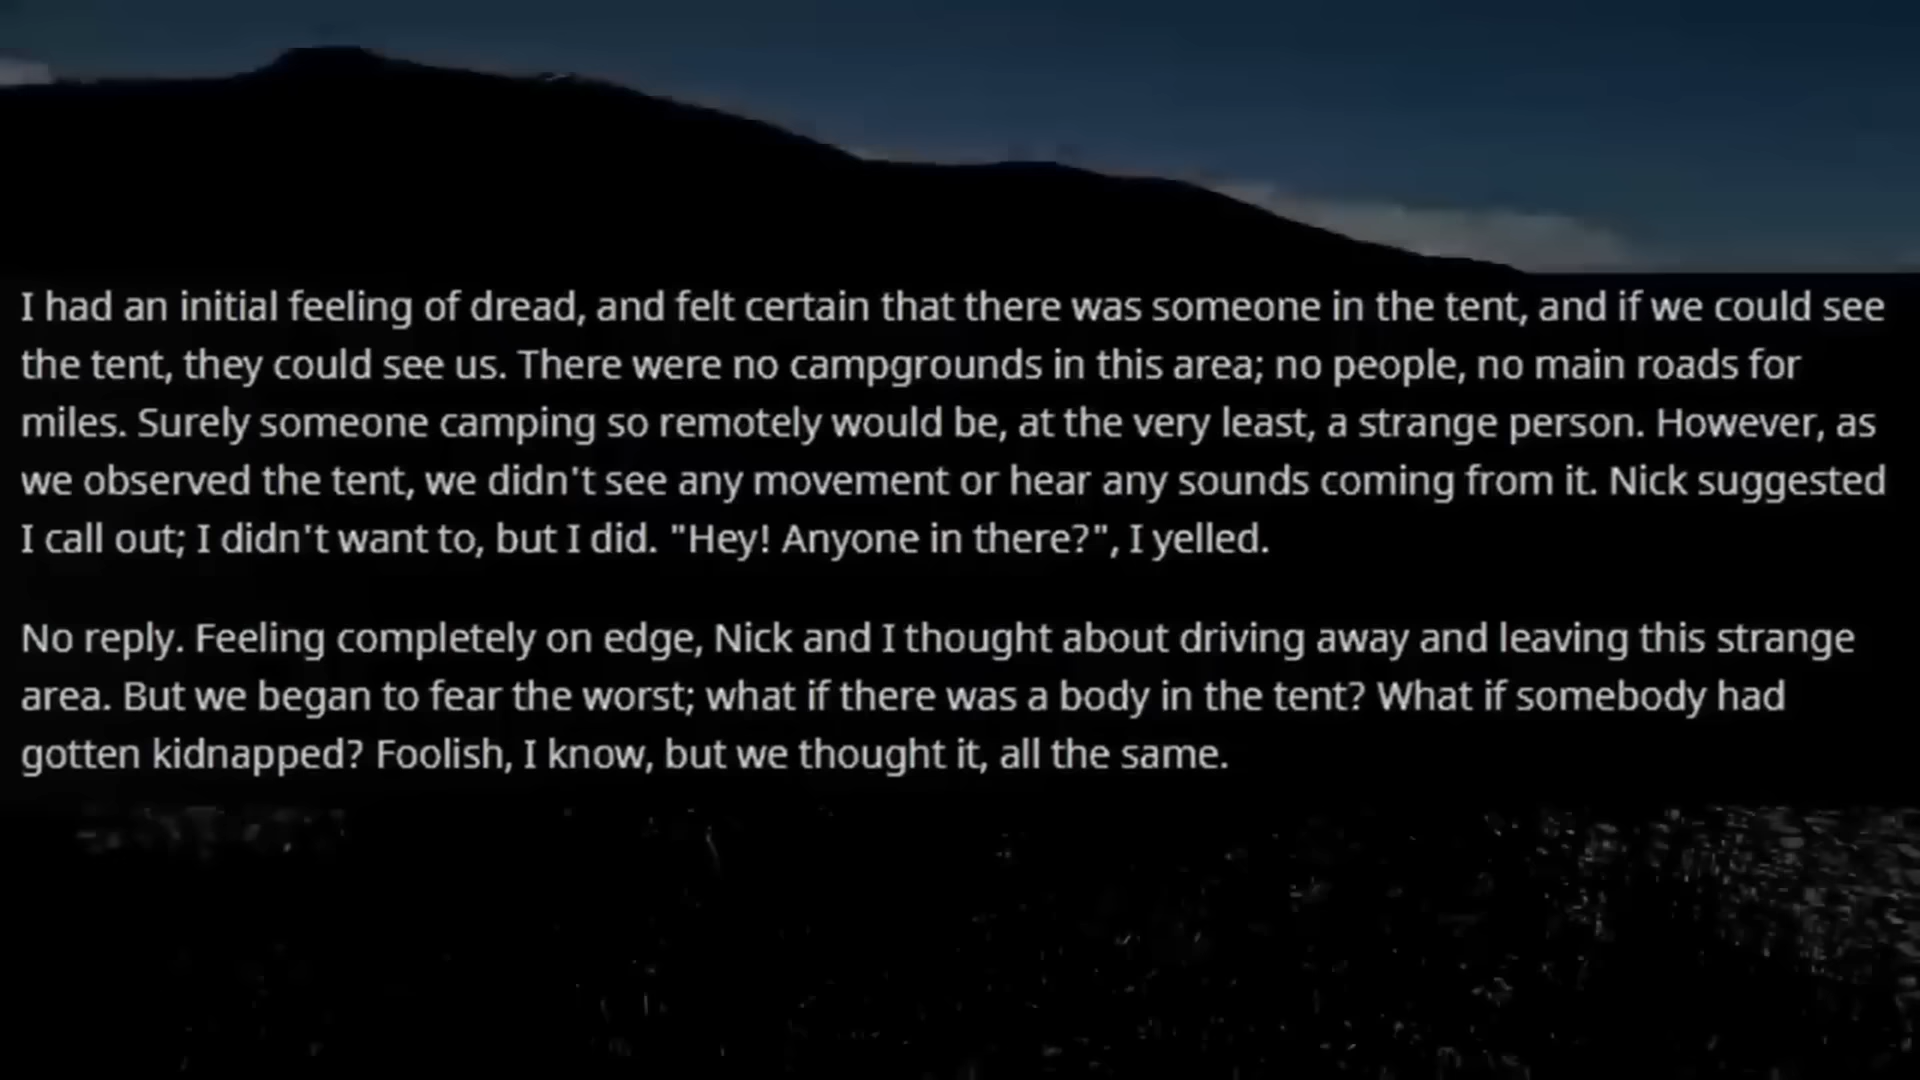 I had an initial feeling of dread, and felt certain that there was someone in the tent, and if we could see
the tent, they could see us. There were no campgrounds in this area; no people, no main roads for
miles. Surely someone camping so remotely would be, at the very least, a strange person. However, as
we observed the tent, we didn't see any movement or hear any sounds coming from it. Nick suggested
I call out; I didn't want to, but I did. "Hey! Anyone in there?", I yelled.
No reply. Feeling completely on edge, Nick and I thought about driving away and leaving this strange
area. But we began to fear the worst; what if there was a body in the tent? What if somebody had
gotten kidnapped? Foolish, I know, but we thought it, all the same.